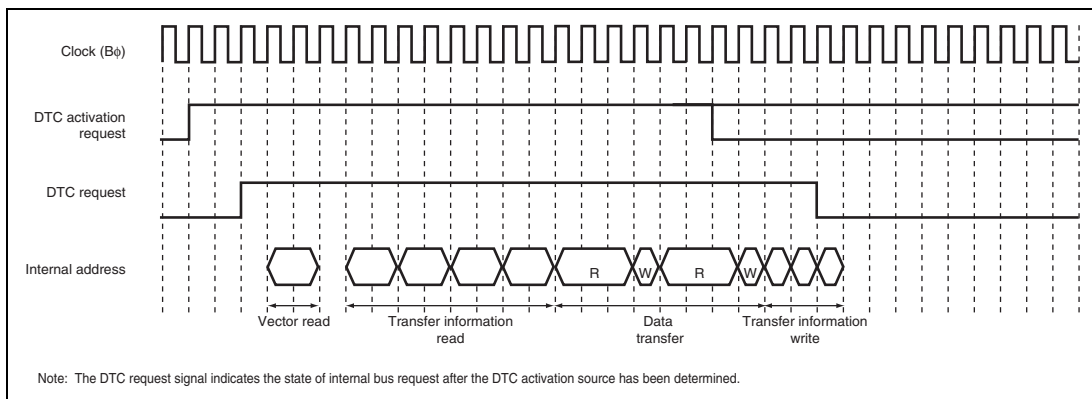 Clock (Bφ)
DTC activation
request
DTC request
Internal address
R
W
R
W
Vector read
Transfer information
read
Data
transfer
Transfer information
write
Note: The DTC request signal indicates the state of internal bus request after the DTC activation source has been determined.